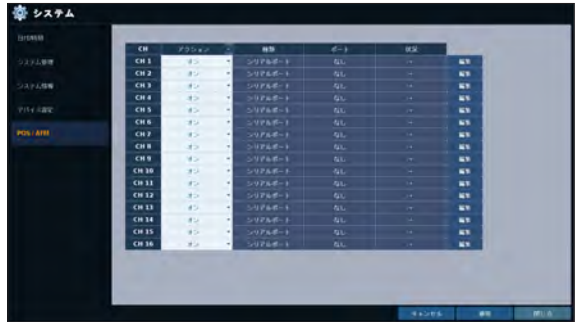 システム
日付/時間
システム管理
システム情報
デバイス設定
POS / ATM
CH アクション 種類 ポート 状況
CH 1 オン シリアルポート なし -- 編集
CH 2 オン シリアルポート なし -- 編集
CH 3 オン シリアルポート なし -- 編集
CH 4 オン シリアルポート なし -- 編集
CH 5 オン シリアルポート なし -- 編集
CH 6 オン シリアルポート なし -- 編集
CH 7 オン シリアルポート なし -- 編集
CH 8 オン シリアルポート なし -- 編集
CH 9 オン シリアルポート なし -- 編集
CH 10 オン シリアルポート なし -- 編集
CH 11 オン シリアルポート なし -- 編集
CH 12 オン シリアルポート なし -- 編集
CH 13 オン シリアルポート なし -- 編集
CH 14 オン シリアルポート なし -- 編集
CH 15 オン シリアルポート なし -- 編集
CH 16 オン シリアルポート なし -- 編集
キャンセル 適用 閉じる